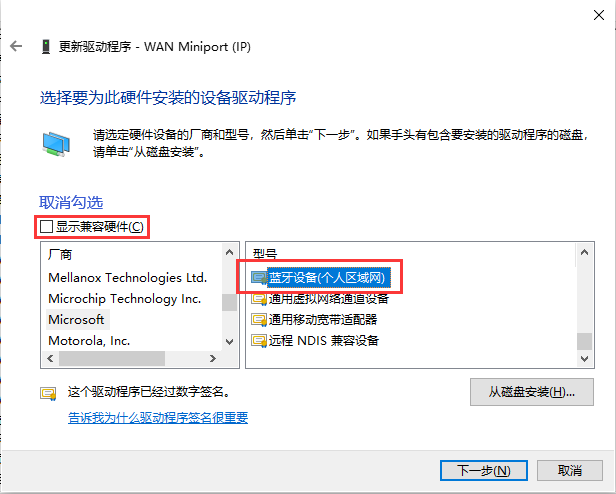 更新驱动程序 - WAN Miniport (IP)
选择要为此硬件安装的设备驱动程序
请选定硬件设备的厂商和型号，然后单击"下一步"。如果手头有包含要安装的驱动程序的磁盘，
请单击"从磁盘安装"。
取消勾选
显示兼容硬件(C)
厂商
Mellanox Technologies Ltd.
Microchip Technology Inc.
Microsoft
Motorola, Inc.
型号
蓝牙设备(个人区域网)
通用虚拟网络通道设备
通用移动宽带适配器
远程 NDIS 兼容设备
这个驱动程序已经过数字签名。
告诉我为什么驱动程序签名很重要
从磁盘安装(H)...
下一步(N)
取消